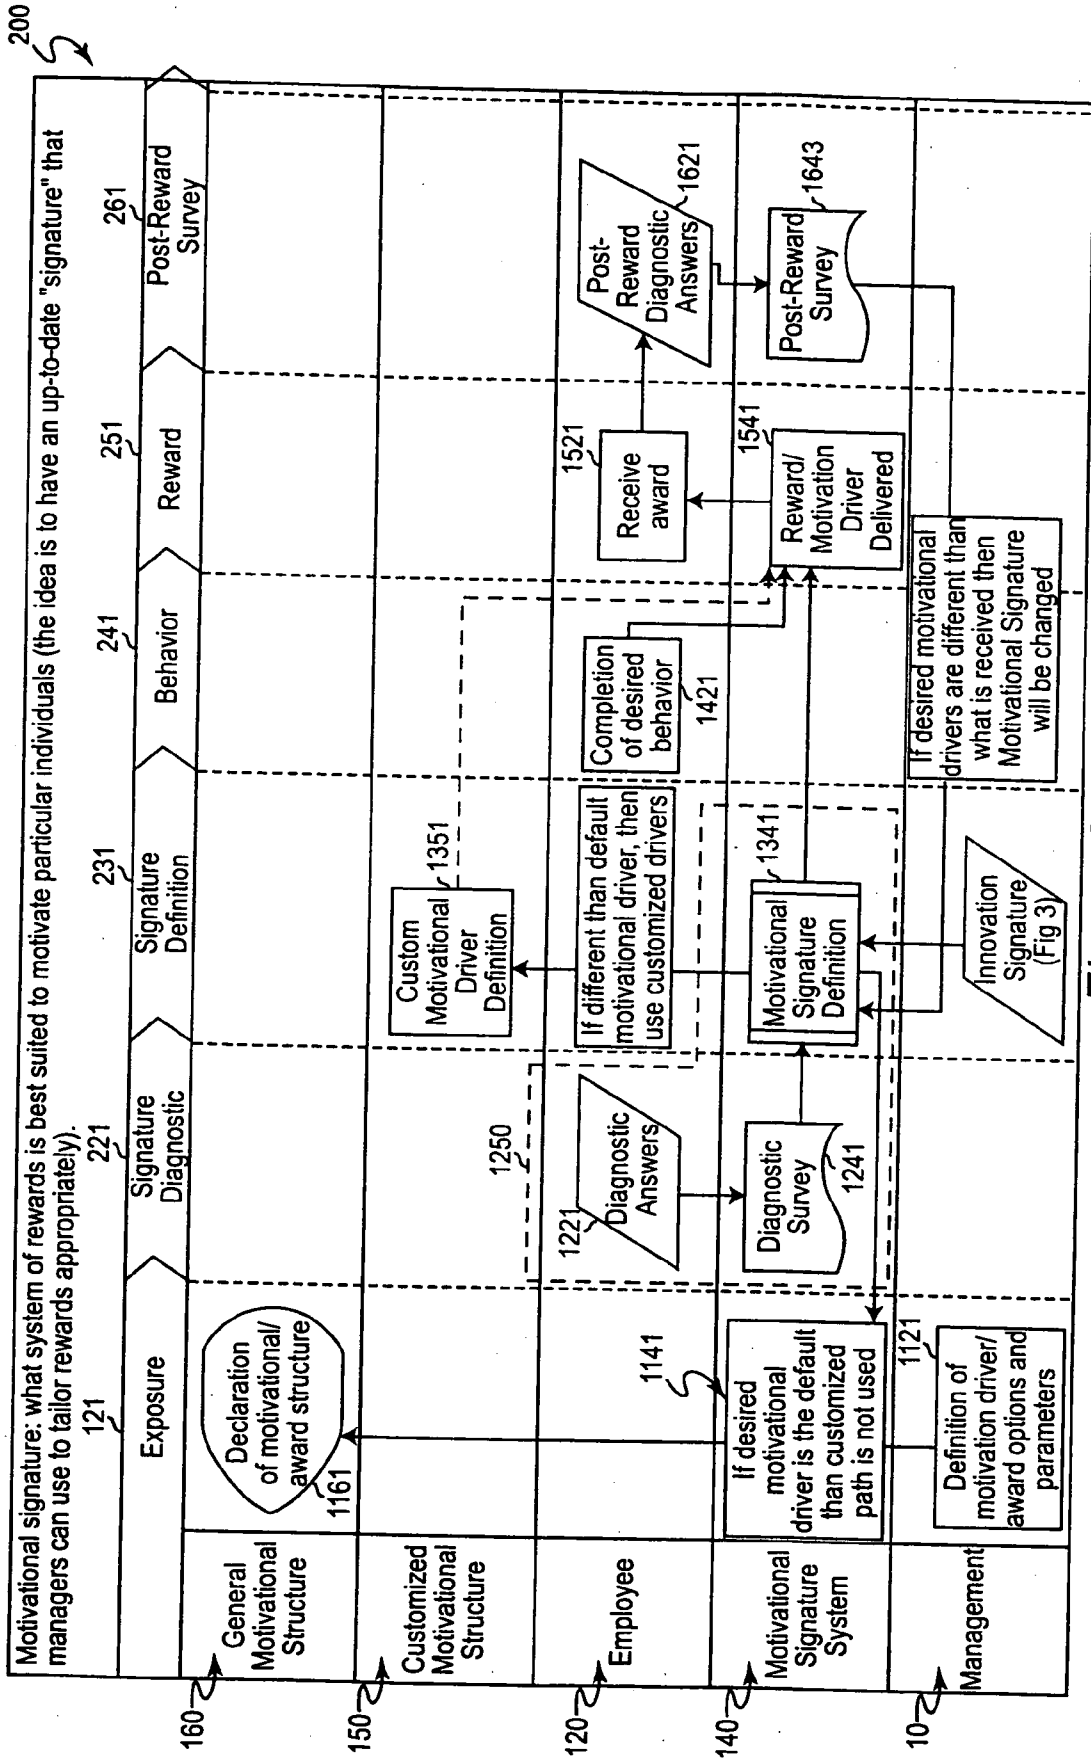 200
Motivational signature: what system of rewards is best suited to motivate particular individuals (the idea is to have an up-to-date "signature" that
managers can use to tailor rewards appropriately).
121
221
231
241
251
261
Exposure
Signature
Diagnostic
Signature
Definition
Behavior
Reward
Post-Reward
Survey
160
General
Motivational
Structure
Declaration
of motivational/
award structure
1161
150
Customized
Motivational
Structure
Custom
Motivational
Driver
Definition
1351
120
Employee
1250
1221
Diagnostic
Answers
If different than default
motivational driver, then
use customized drivers
Completion
of desired
behavior
1421
1521
Receive
award
Post-
Reward
Diagnostic
Answers
1621
140
Motivational
Signature
System
1141
If desired
motivational
driver is the default
than customized
path is not used
Diagnostic
Survey
1241
Motivational
Signature
Definition
1341
1541
Reward/
Motivation
Driver
Delivered
Post-Reward
Survey
1643
10
Management
1121
Definition of
motivation driver/
award options and
parameters
Innovation
Signature
(Fig 3)
If desired motivational
drivers are different than
what is received then
Motivational Signature
will be changed